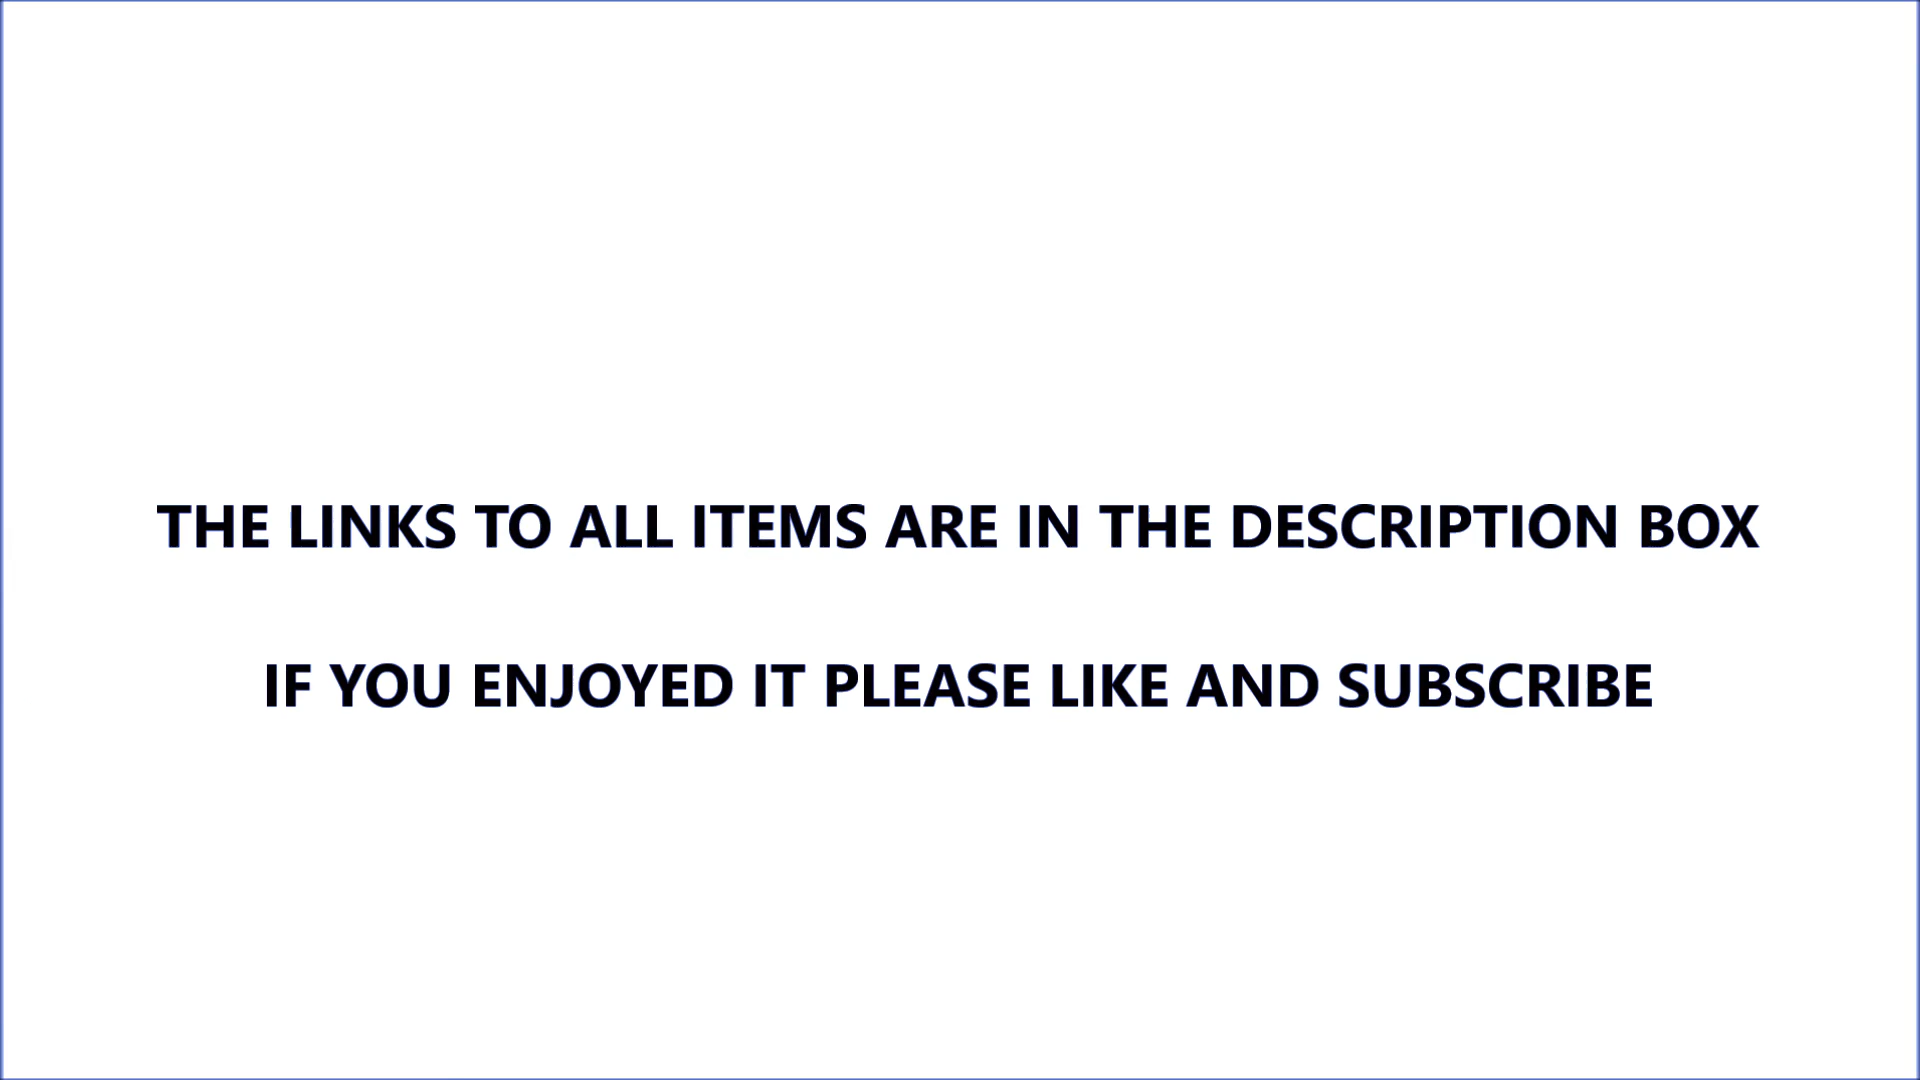 THE LINKS TO ALL ITEMS ARE IN THE DESCRIPTION BOX
IF YOU ENJOYED IT PLEASE LIKE AND SUBSCRIBE